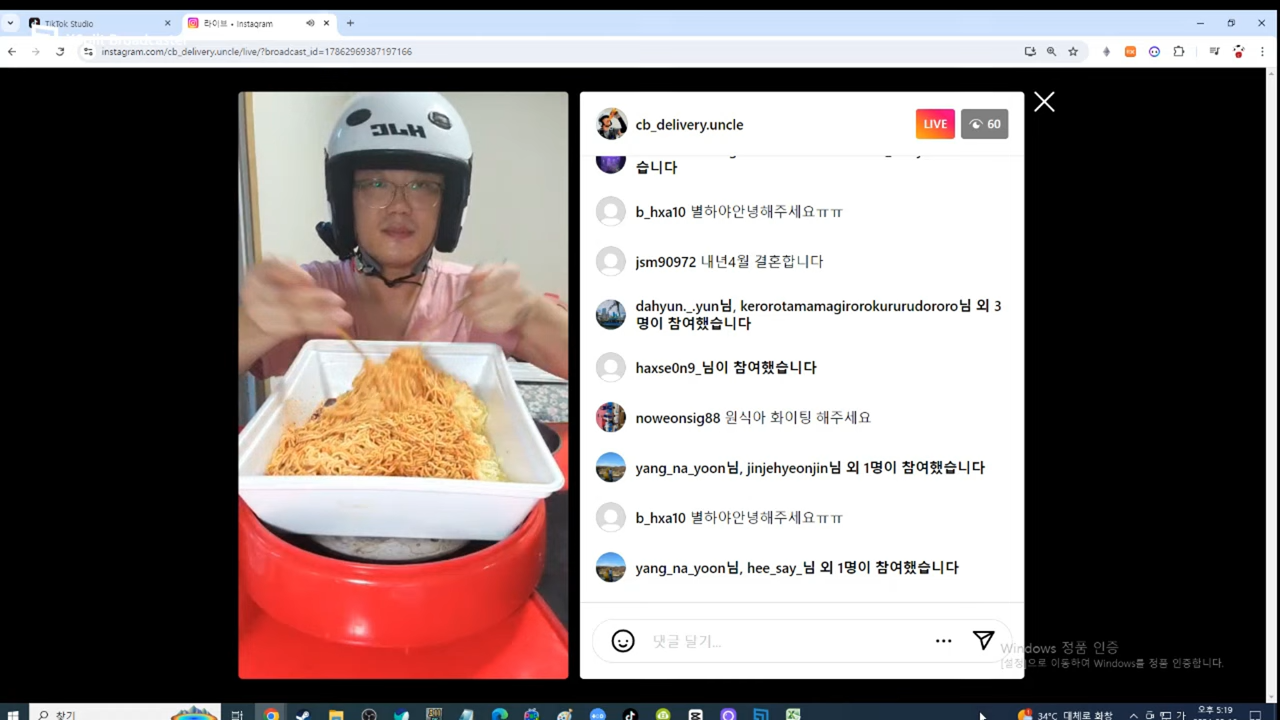 TikTok Studio
라이브 • Instagram
XSplit Broadcaster
instagram.com/cb_delivery.uncle/live/?broadcast_id=17862969387197166
JLH
cb_delivery.uncle
LIVE
60
습니다
b_hxa10 별하야안녕해주세요ㅠㅠ
jsm90972 내년4월 결혼합니다
dahyun._.yun님, kerorotamamagirorokururudororo님 외 3
명이 참여했습니다
haxse0n9_님이 참여했습니다
noweonsig88 원식아 화이팅 해주세요
yang_na_yoon님, jinjehyeonjin님 외 1명이 참여했습니다
b_hxa10 별하야안녕해주세요ㅠㅠ
yang_na_yoon님, hee_say_님 외 1명이 참여했습니다
댓글 달기...
Windows 정품 인증
[설정]으로 이동하여 Windows를 정품 인증합니다.
찾기
34℃ 대체로 흐림
가
오후 5:19